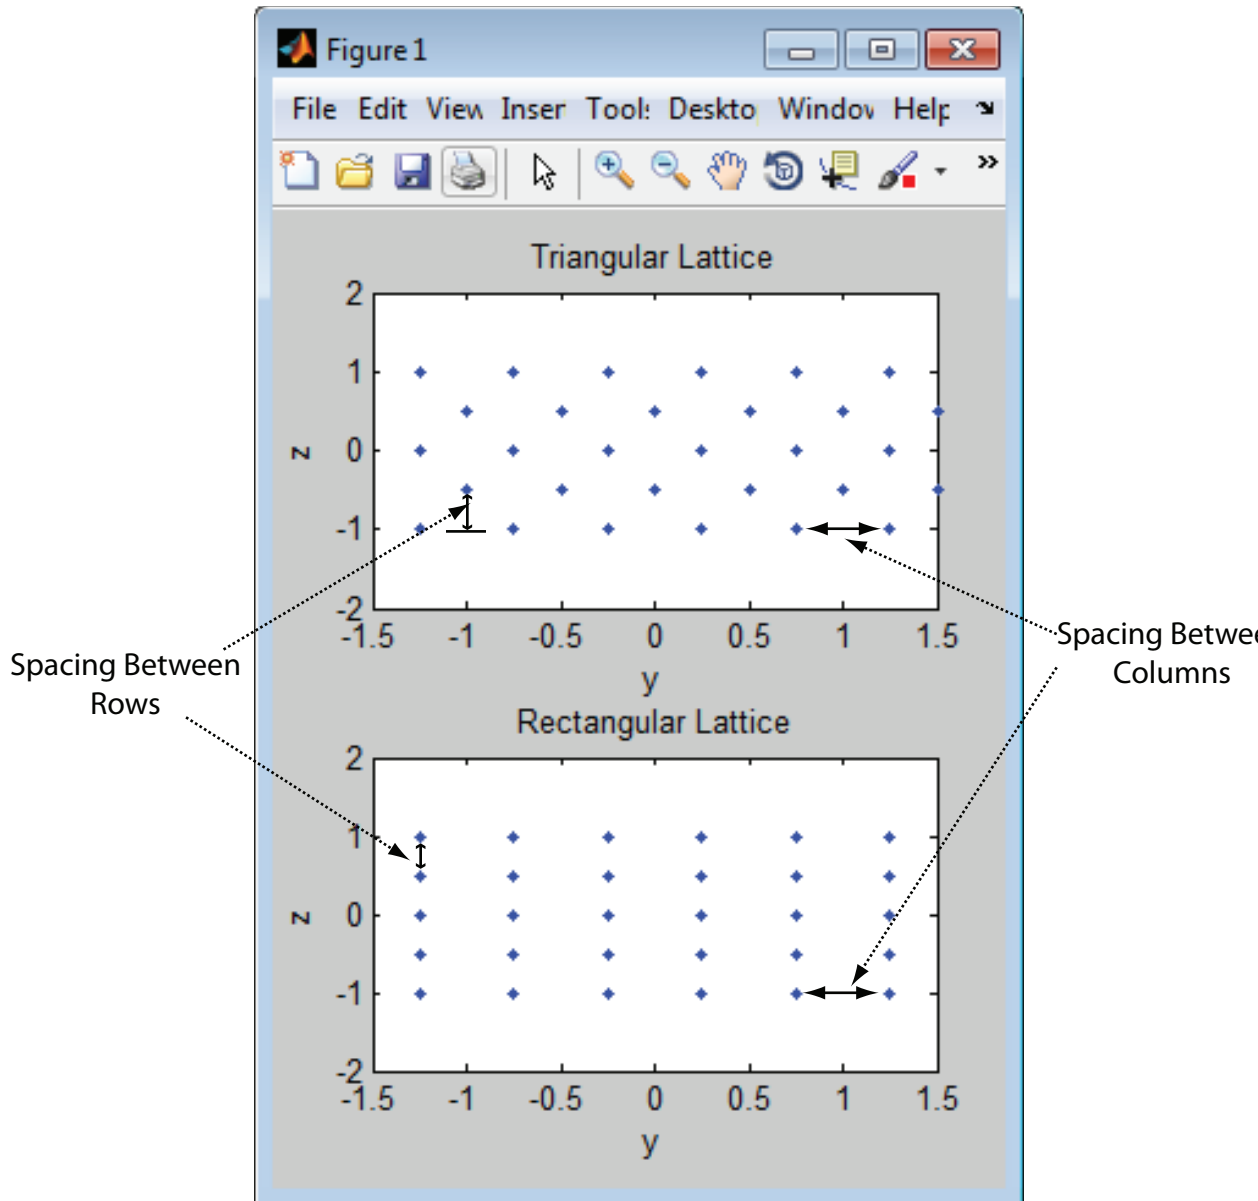 Figure 1
File Edit View Inser Tool: Deskto Windov Help
Triangular Lattice
2
1
0
-1
-2
z
-1.5 -1 -0.5 0 0.5 1 1.5
y
Spacing Between
Rows
Spacing Betwee
Columns
Rectangular Lattice
2
1
0
-1
-2
z
-1.5 -1 -0.5 0 0.5 1 1.5
y